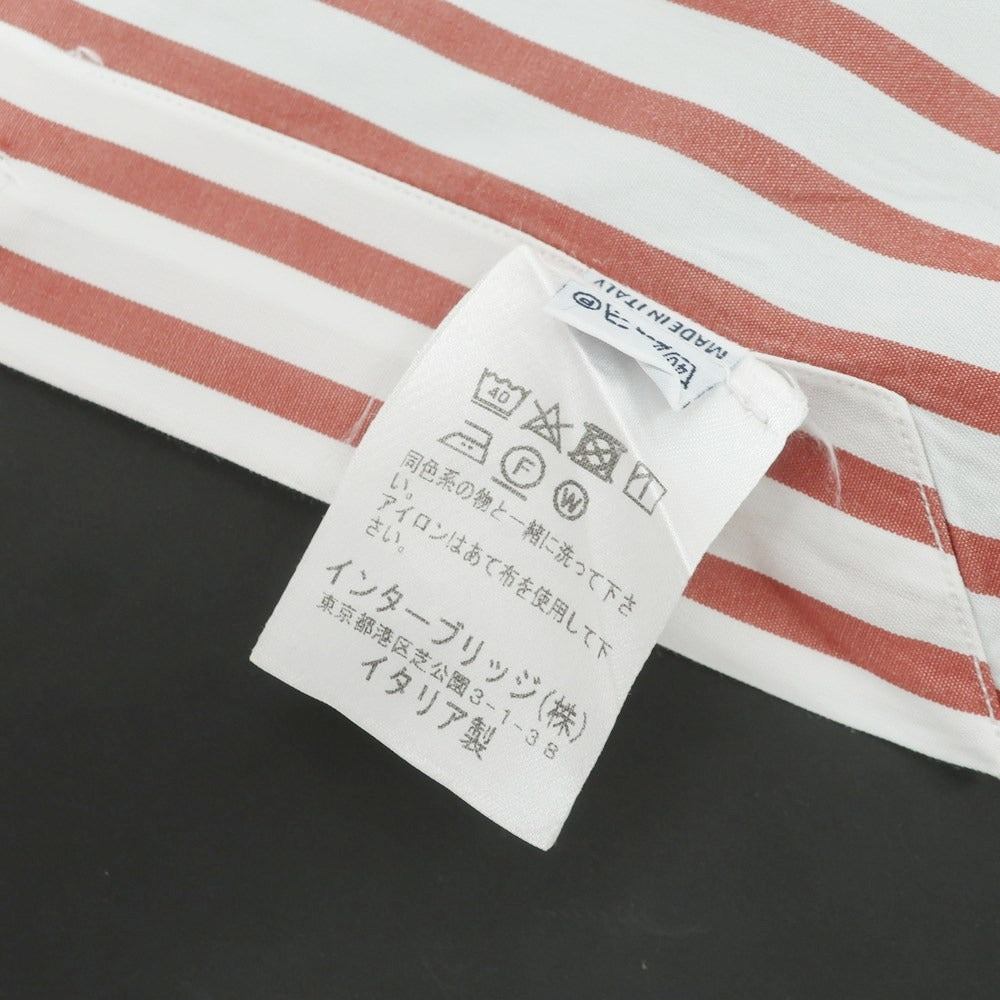 MADE IN ITALY
40
F
W
同色系の物と一緒に洗って下さ
い。
アイロンはあて布を使用して下
さい。
インターブリッジ(株)
東京都港区芝公園3-1-38
イタリア製